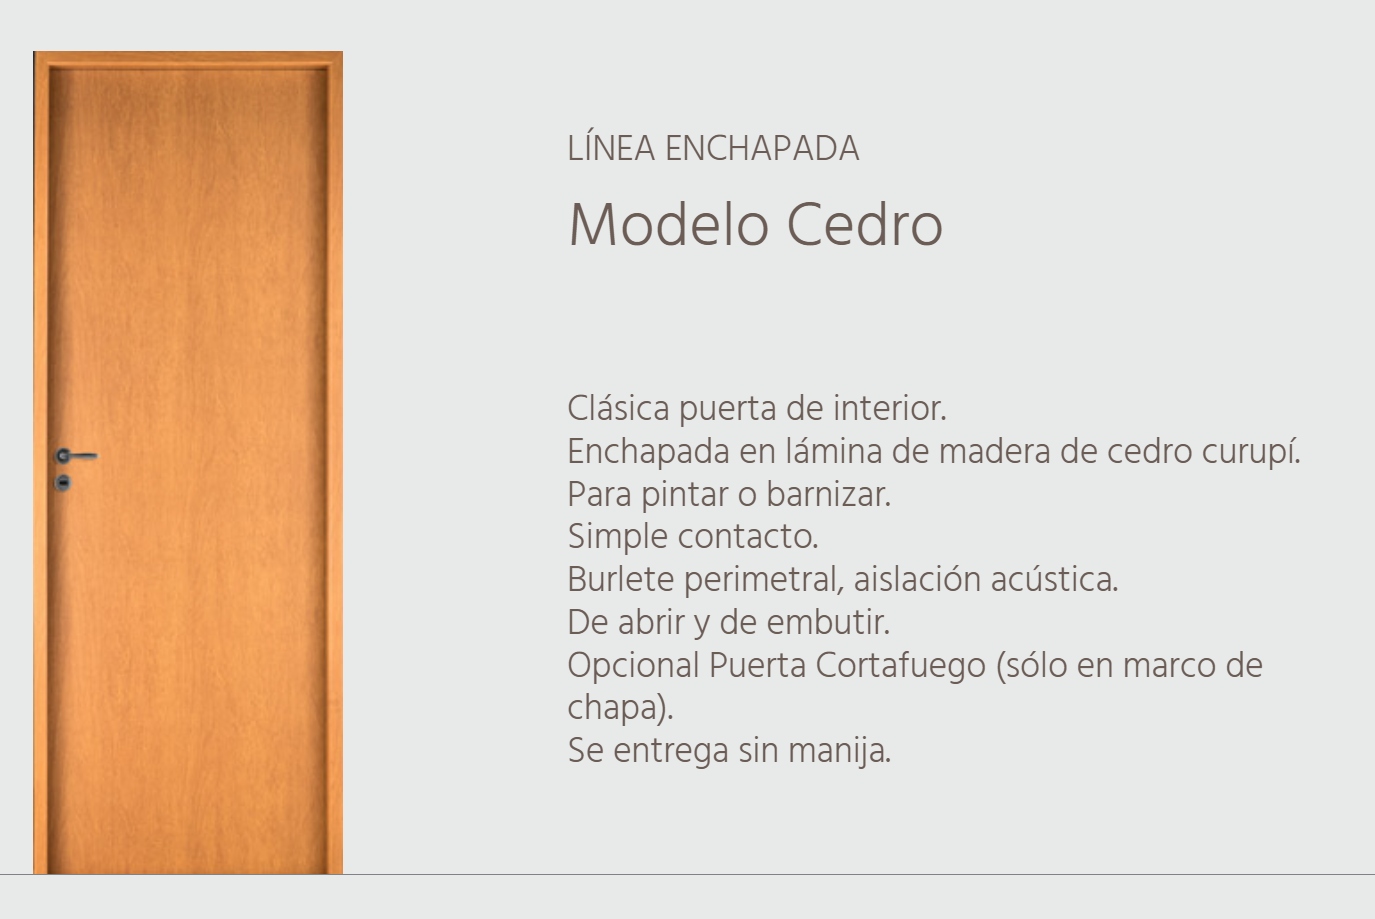 LÍNEA ENCHAPADA
Modelo Cedro
Clásica puerta de interior.
Enchapada en lámina de madera de cedro curupí.
Para pintar o barnizar.
Simple contacto.
Burlete perimetral, aislación acústica.
De abrir y de embutir.
Opcional Puerta Cortafuego (sólo en marco de
chapa).
Se entrega sin manija.